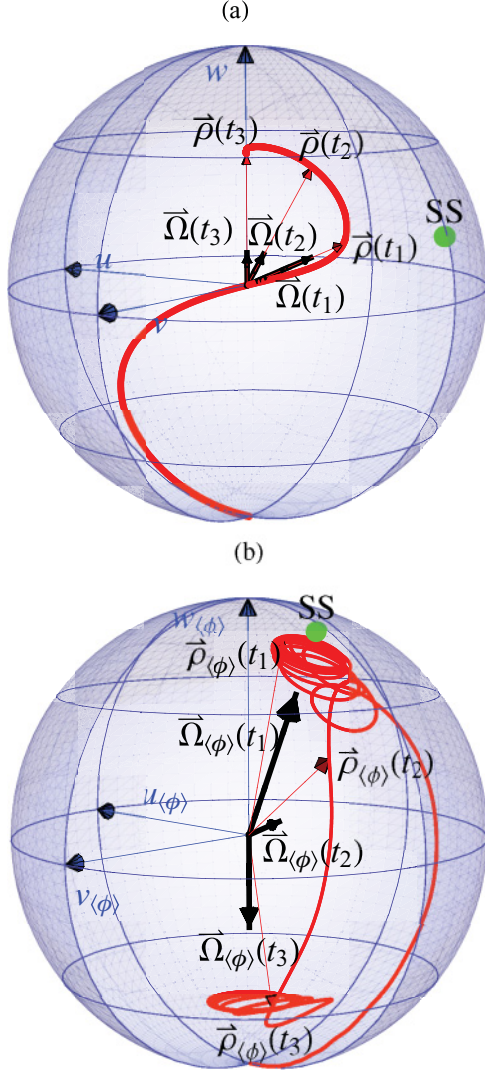 (a)
w
ρ⃗(t₃)
ρ⃗(t₂)
SS
Ω⃗(t₃)
Ω⃗(t₂)
ρ⃗(t₁)
u
Ω⃗(t₁)
v
(b)
SS
w⟨ϕ⟩
ρ⃗⟨ϕ⟩(t₁)
Ω⃗⟨ϕ⟩(t₁)
ρ⃗⟨ϕ⟩(t₂)
u⟨ϕ⟩
Ω⃗⟨ϕ⟩(t₂)
v⟨ϕ⟩
Ω⃗⟨ϕ⟩(t₃)
ρ⃗⟨ϕ⟩(t₃)